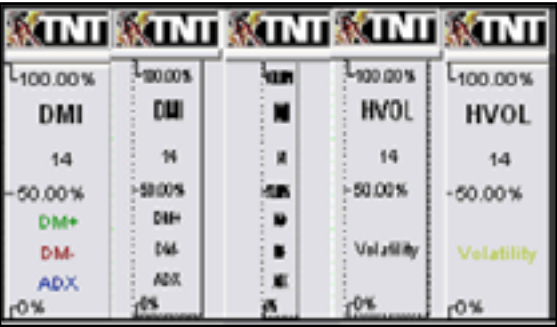 TNT TNT TNT TNT TNT
100.00%
DMI
14
50.00%
DM+
DM-
ADX
0%
100.00%
DMI
14
50.00%
DM+
DM-
ADX
0%
100.00%
HVOL
14
50.00%
Volatility
0%
100.00%
HVOL
14
50.00%
Volatility
0%